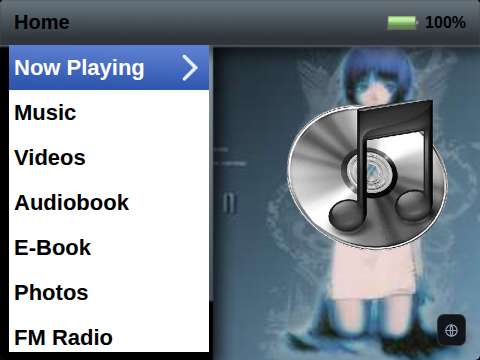 Home
100%
Now Playing
Music
Videos
Audiobook
E-Book
Photos
FM Radio